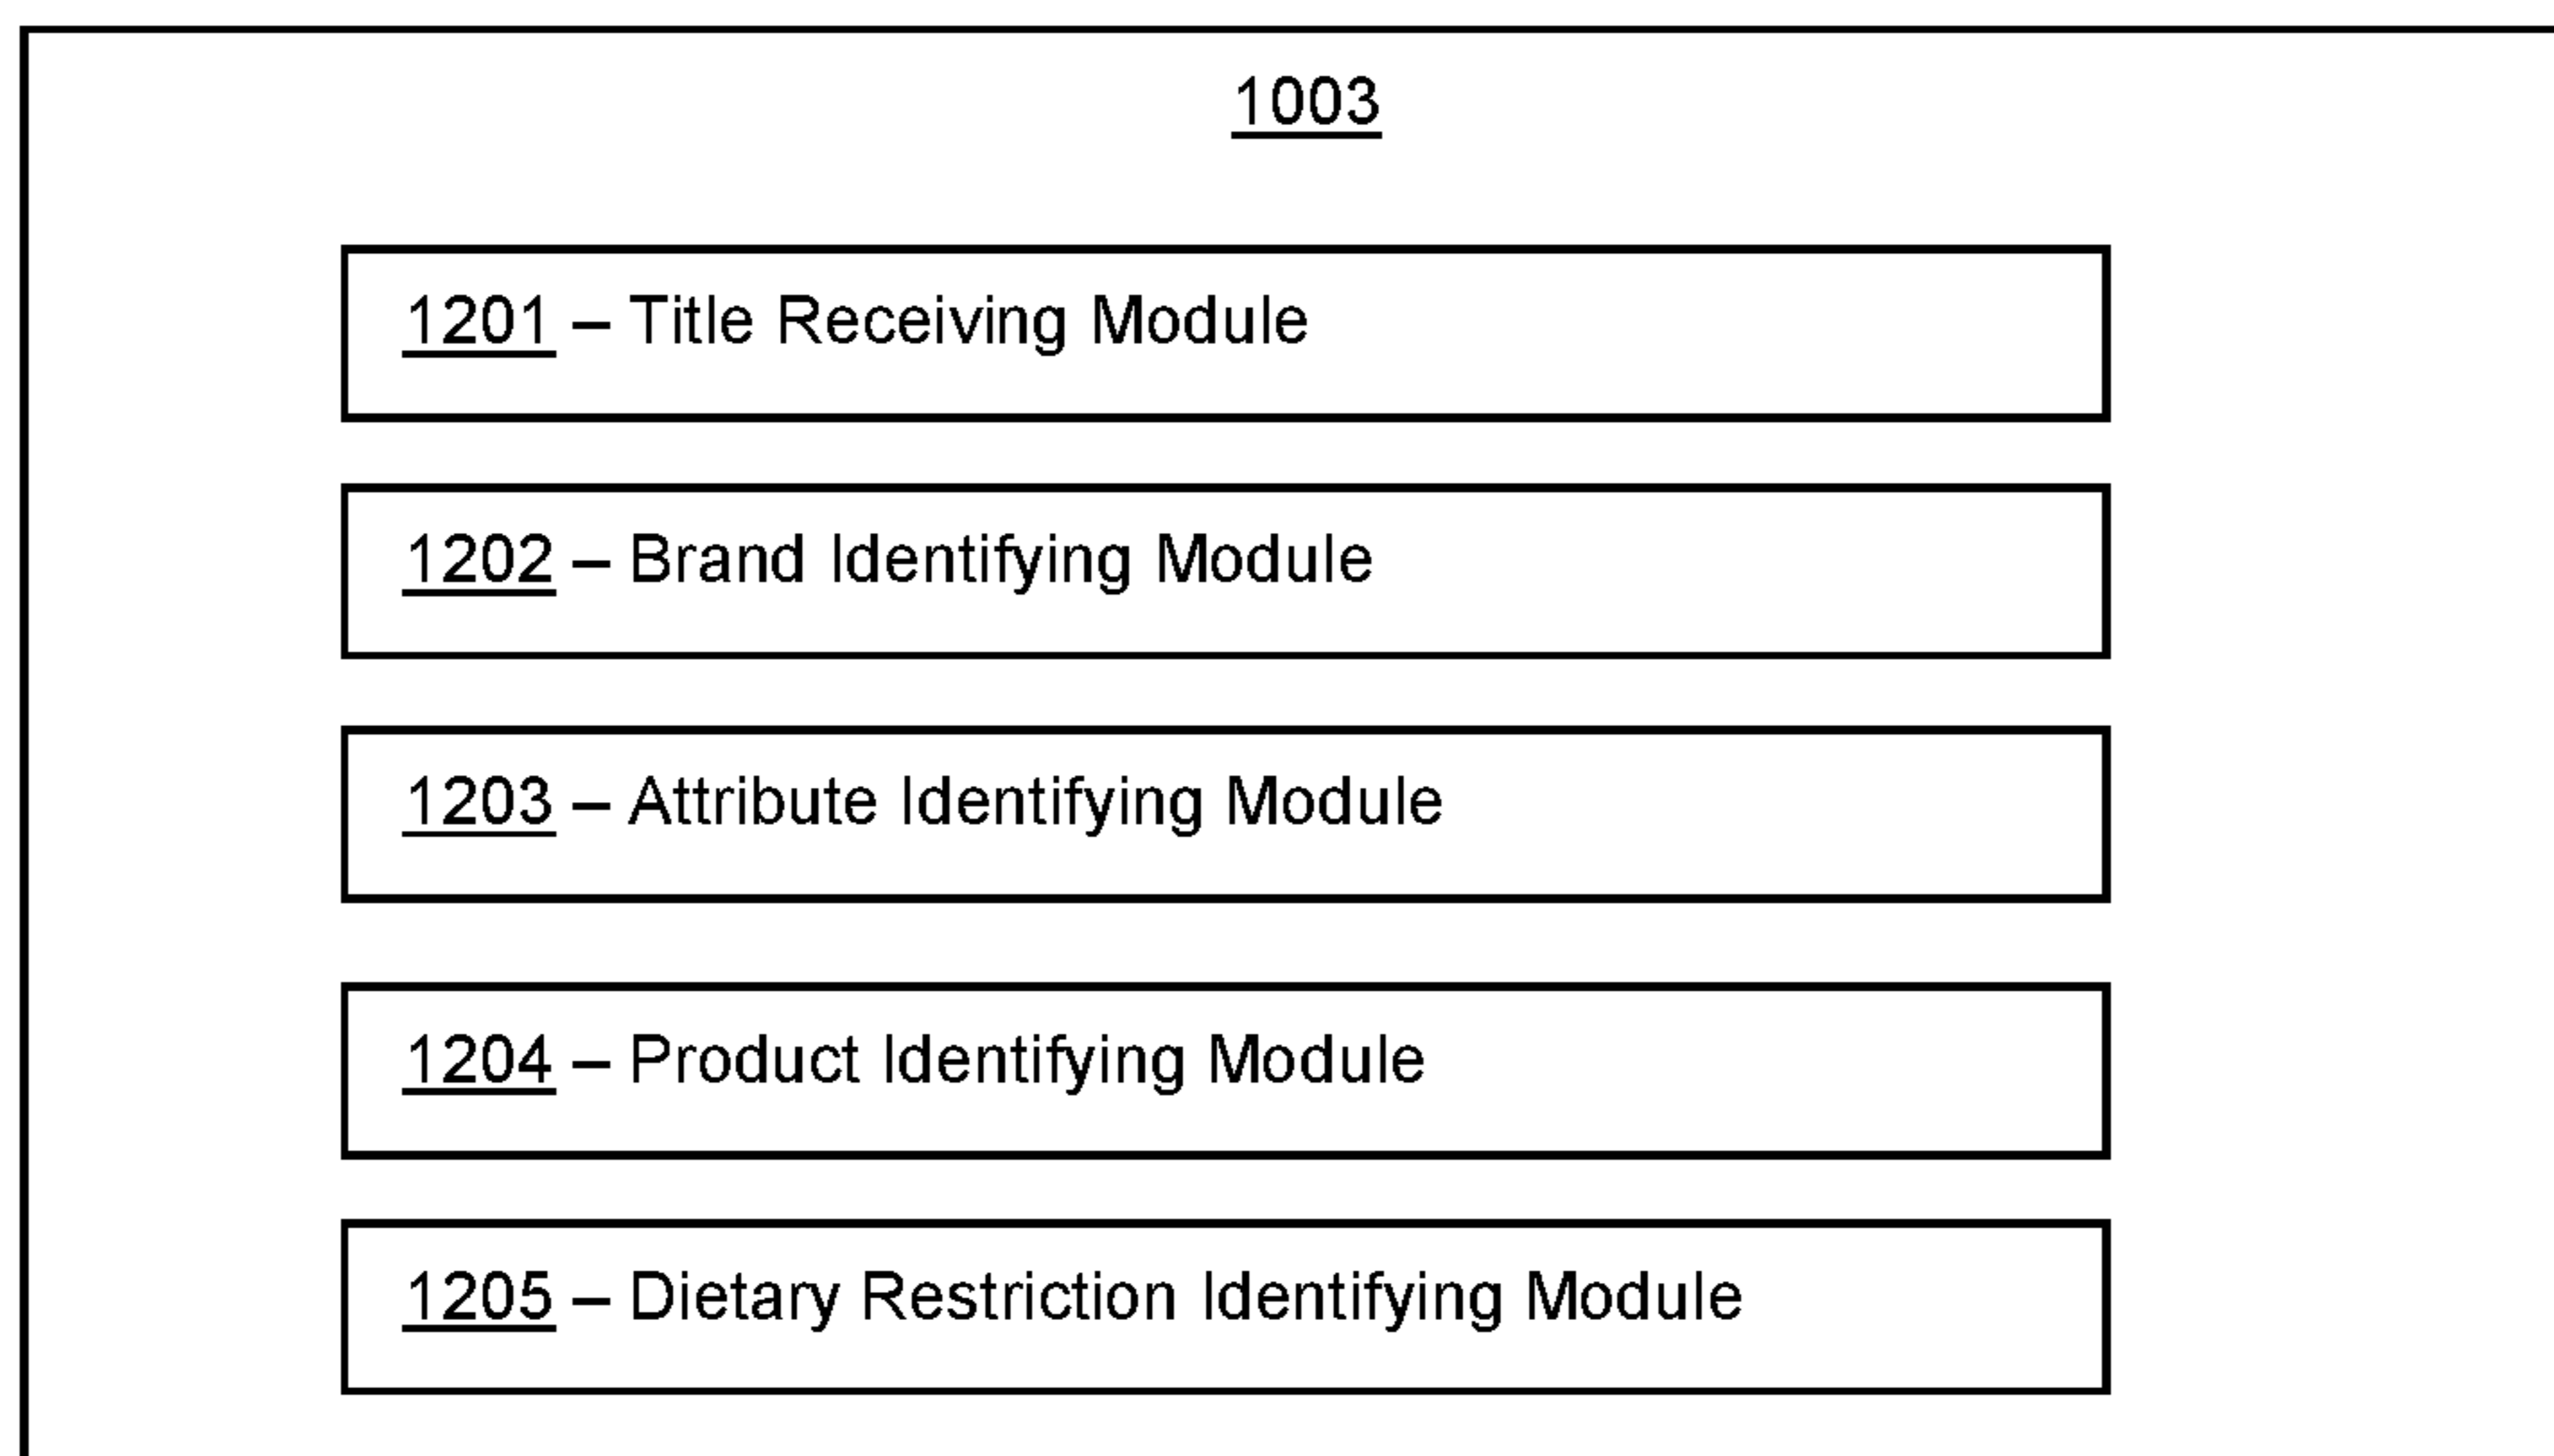 1003
1201 – Title Receiving Module
1202 – Brand Identifying Module
1203 – Attribute Identifying Module
1204 – Product Identifying Module
1205 – Dietary Restriction Identifying Module